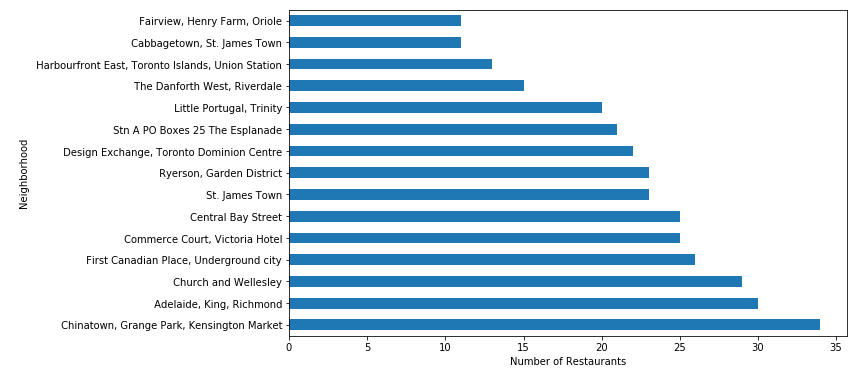 Fairview, Henry Farm, Oriole
Cabbagetown, St. James Town
Harbourfront East, Toronto Islands, Union Station
The Danforth West, Riverdale
Little Portugal, Trinity
Stn A PO Boxes 25 The Esplanade
Design Exchange, Toronto Dominion Centre
Ryerson, Garden District
St. James Town
Central Bay Street
Commerce Court, Victoria Hotel
First Canadian Place, Underground city
Church and Wellesley
Adelaide, King, Richmond
Chinatown, Grange Park, Kensington Market
Neighborhood
0 5 10 15 20 25 30 35
Number of Restaurants